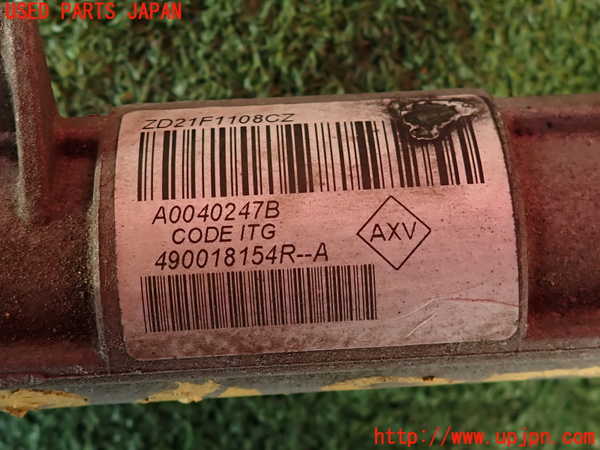 USED PARTS JAPAN
ZD21F1108CZ
A0040247B
CODE ITG
490018154R--A
AXV
http://www.upjpn.com/